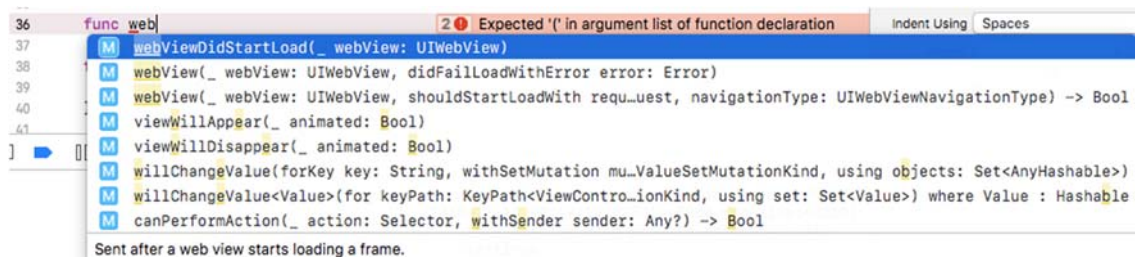 36 func web 2 Expected '(' in argument list of function declaration Indent Using Spaces
37 M webViewDidStartLoad(_ webView: UIWebView)
38 M webView(_ webView: UIWebView, didFailLoadWithError error: Error)
39 M webView(_ webView: UIWebView, shouldStartLoadWith requ…uest, navigationType: UIWebViewNavigationType) -> Bool
40 M viewWillAppear(_ animated: Bool)
41 M viewWillDisappear(_ animated: Bool)
M willChangeValue(forKey key: String, withSetMutation mu…ValueSetMutationKind, using objects: Set<AnyHashable>)
M willChangeValue<Value>(for keyPath: KeyPath<ViewContro…ionKind, using set: Set<Value>) where Value : Hashable
M canPerformAction(_ action: Selector, withSender sender: Any?) -> Bool
Sent after a web view starts loading a frame.